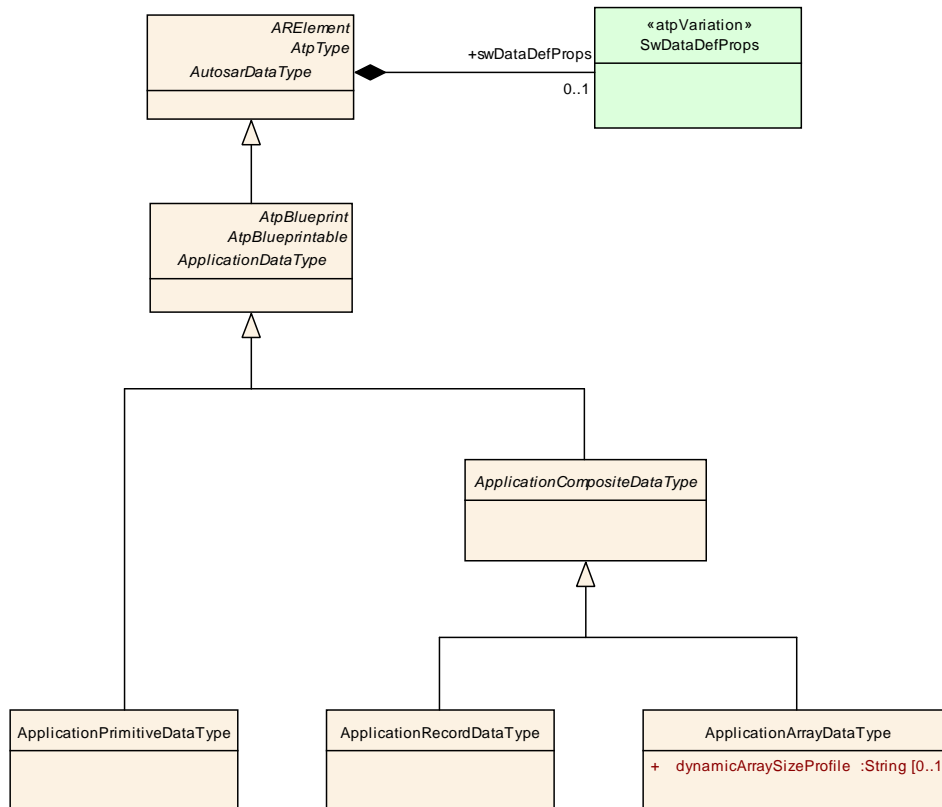 ARElement
AtpType
AutosarDataType
+swDataDefProps
0..1
«atpVariation»
SwDataDefProps
AtpBlueprint
AtpBlueprintable
ApplicationDataType
ApplicationCompositeDataType
ApplicationPrimitiveDataType
ApplicationRecordDataType
ApplicationArrayDataType
+ dynamicArraySizeProfile :String [0..1